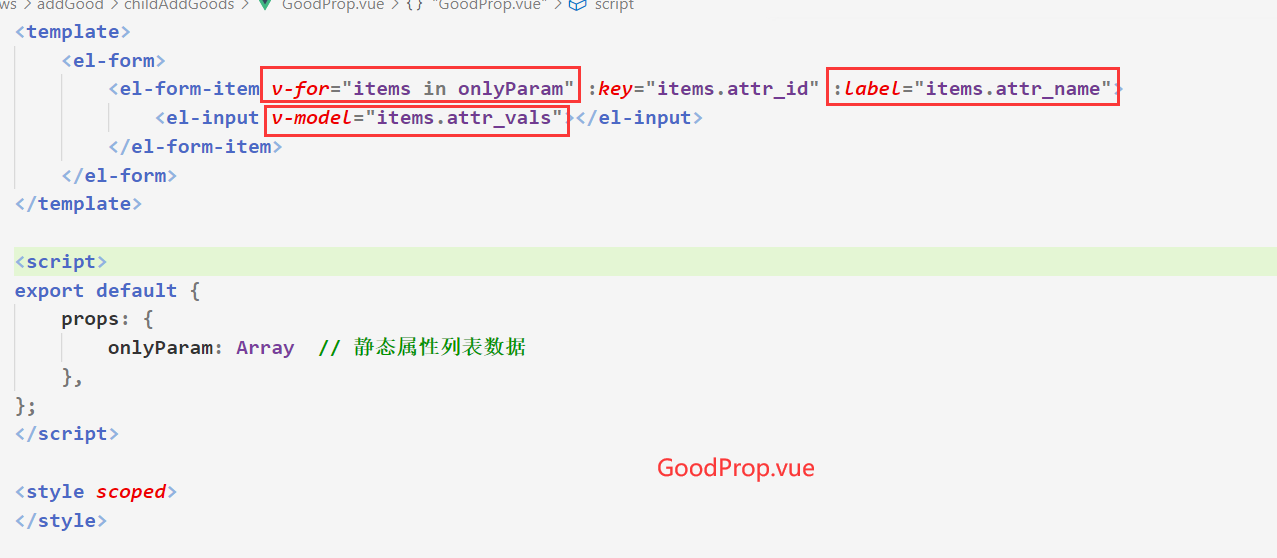 ws > addGood > childAddGoods > GoodProp.vue > {} "GoodProp.vue" > script
<template>
<el-form>
<el-form-item v-for="items in onlyParam" :key="items.attr_id" :label="items.attr_name">
<el-input v-model="items.attr_vals"></el-input>
</el-form-item>
</el-form>
</template>
<script>
export default {
props: {
onlyParam: Array // 静态属性列表数据
},
};
</script>
GoodProp.vue
<style scoped>
</style>